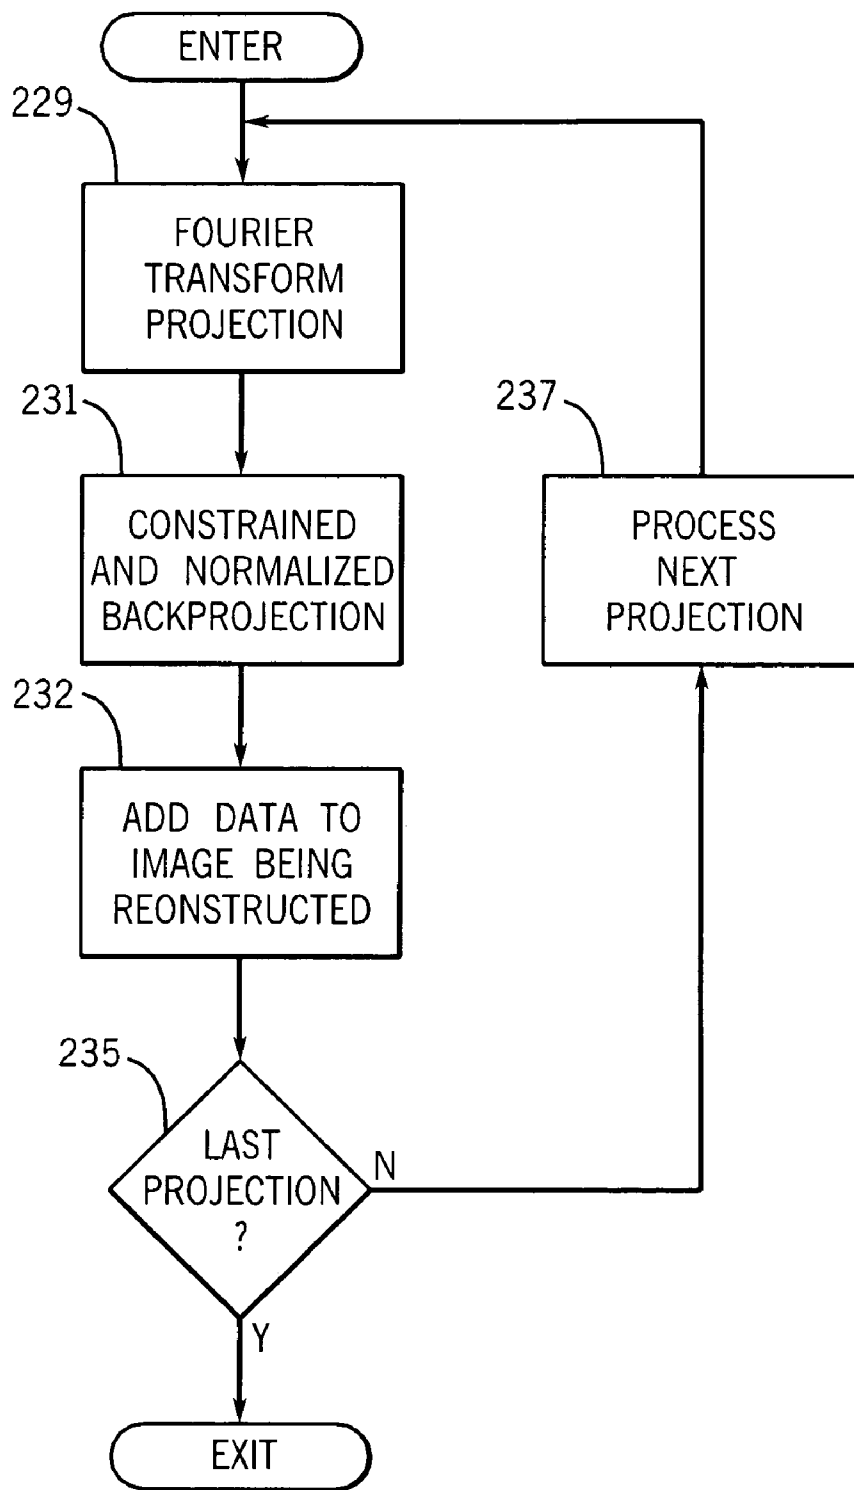 ENTER
229
FOURIER
TRANSFORM
PROJECTION
231
CONSTRAINED
AND NORMALIZED
BACKPROJECTION
237
PROCESS
NEXT
PROJECTION
232
ADD DATA TO
IMAGE BEING
REONSTRUCTED
235
LAST
PROJECTION
?
N
Y
EXIT